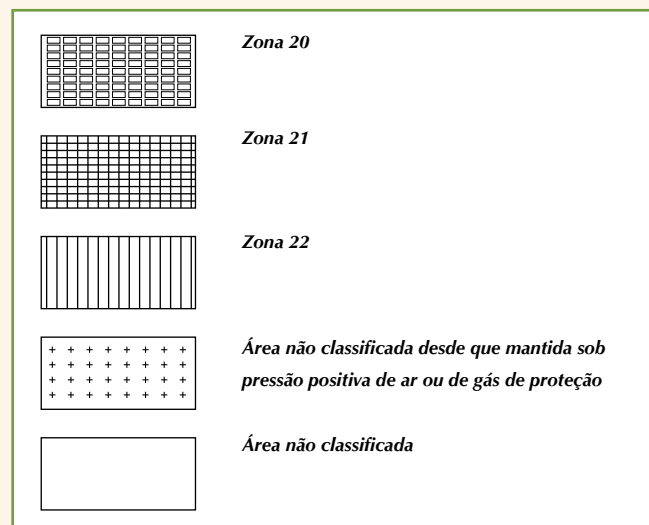 Zona 20
Zona 21
Zona 22
Área não classificada desde que mantida sob
pressão positiva de ar ou de gás de proteção
Área não classificada